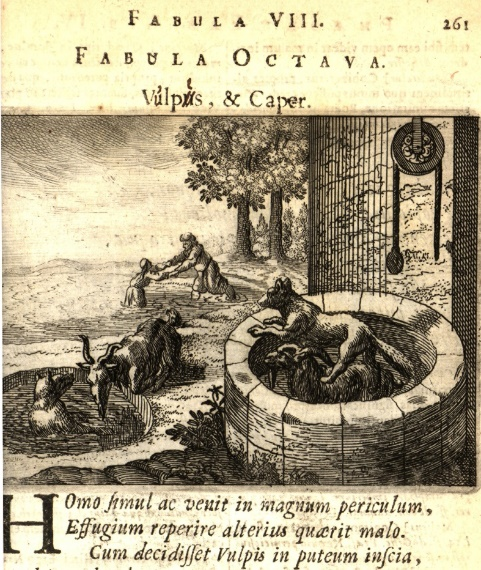 FABULA VIII. 261
FABULA OCTAVA.
Vulpis, & Caper.
HOmo simul ac venit in magnum periculum,
Effugium reperire alterius quærit malo.
Cum decidisset Vulpis in puteum inscia,